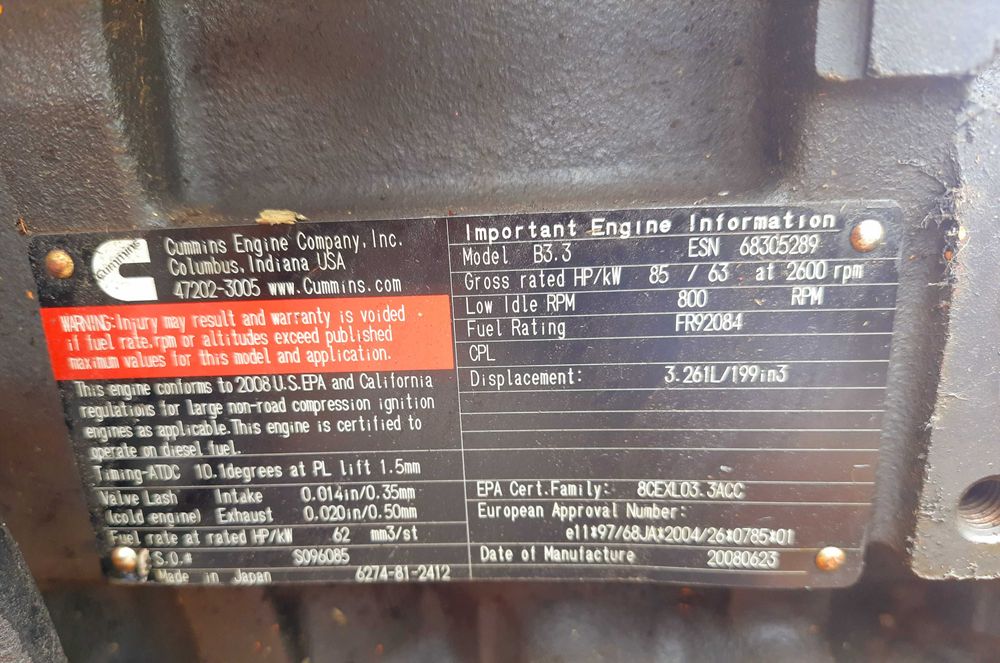 Cummins
Cummins Engine Company, Inc.
Columbus, Indiana USA
47202-3005 www.Cummins.com
WARNING: Injury may result and warranty is voided
if fuel rate,rpm or altitudes exceed published
maximum values for this model and application.
This engine conforms to 2008 U.S.EPA and California
regulations for large non-road compression ignition
engines as applicable.This engine is certified to
operate on diesel fuel.
Timing-ATDC 10.1degrees at PL lift 1.5mm
Valve Lash Intake 0.014in/0.35mm
(cold engine) Exhaust 0.020in/0.50mm
Fuel rate at rated HP/kW 62 mm3/st
S.O.# SO96085
Made in Japan 6274-81-2412
Important Engine Information
Model B3.3 ESN 68305289
Gross rated HP/kW 85 / 63 at 2600 rpm
Low Idle RPM 800 RPM
Fuel Rating FR92084
CPL
Displacement: 3.261L/199in3
EPA Cert.Family: 8CEXL03.3ACC
European Approval Number:
e11*97/68JA*2004/26*0785*01
Date of Manufacture 20080623